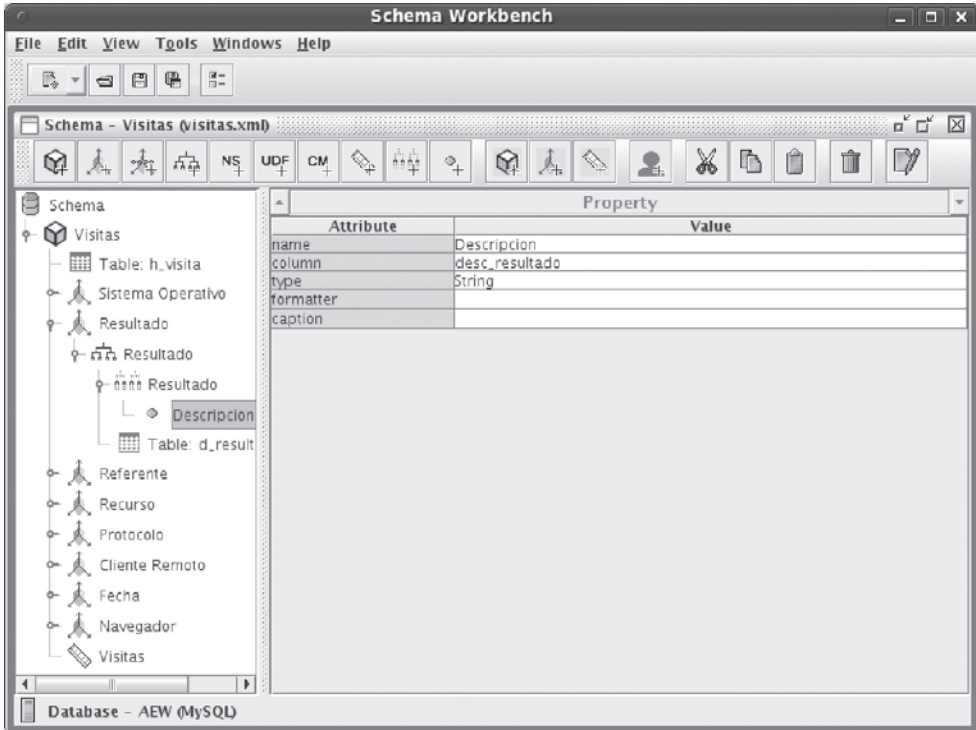 Schema Workbench
File Edit View Tools Windows Help
Schema - Visitas (visitas.xml)
NS UDF CM
Schema
Visitas
Table: h_visita
Sistema Operativo
Resultado
Resultado
Resultado
Descripcion
Table: d_result
Referente
Recurso
Protocolo
Cliente Remoto
Fecha
Navegador
Visitas
Property
Attribute Value
name Descripcion
column desc_resultado
type String
formatter
caption
Database - AEW (MySQL)